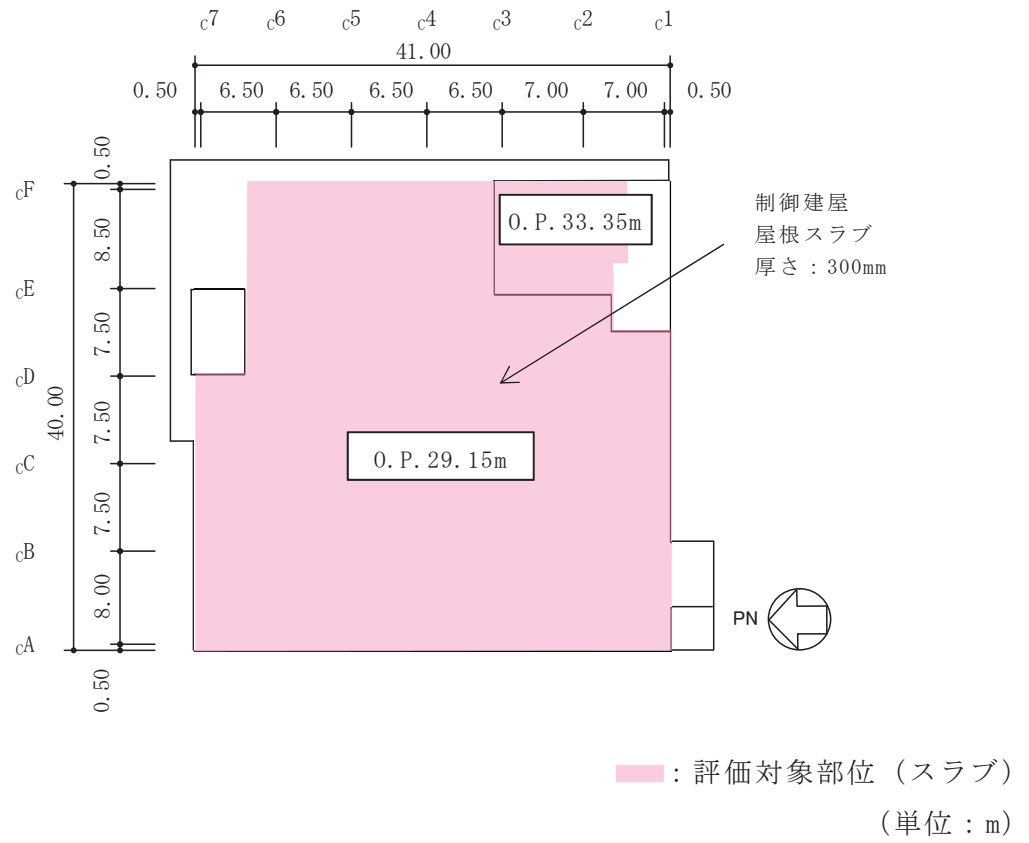 C7 C6 C5 C4 C3 C2 C1
41.00
0.50 6.50 6.50 6.50 6.50 7.00 7.00 0.50
0.50
CF
8.50
O.P.33.35m
制御建屋
屋根スラブ
厚さ：300mm
CE
7.50
CD
40.00
7.50
O.P.29.15m
CC
7.50
CB
8.00
PN
CA
0.50
：評価対象部位（スラブ）
（単位：m）